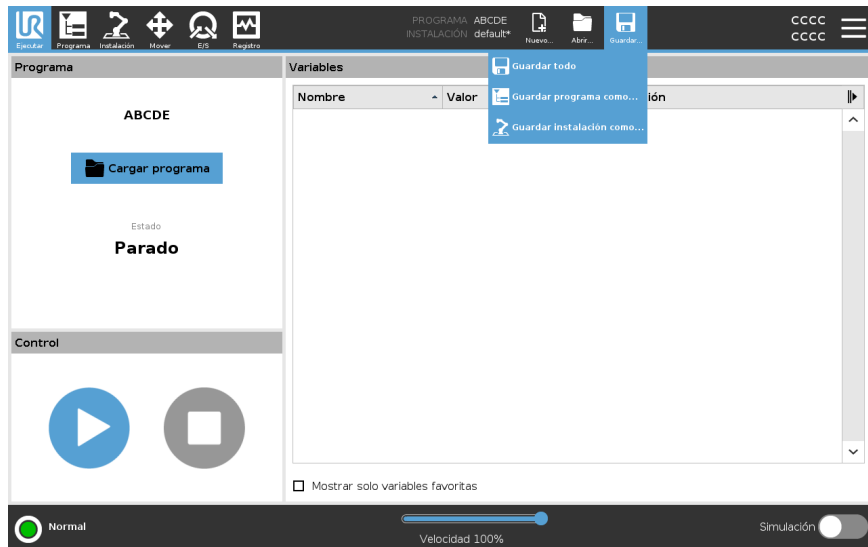 UR
PROGRAMA ABCDE
INSTALACIÓN default*
Ejecutar Programa Instalación Mover E/S Registro
Nuevo... Abrir... Guardar...
CCCC
CCCC
Programa
Variables
Guardar todo
Guardar programa como...
Guardar instalación como...
Nombre Valor ión
ABCDE
Cargar programa
Estado
Parado
Control
Mostrar solo variables favoritas
Normal
Velocidad 100%
Simulación